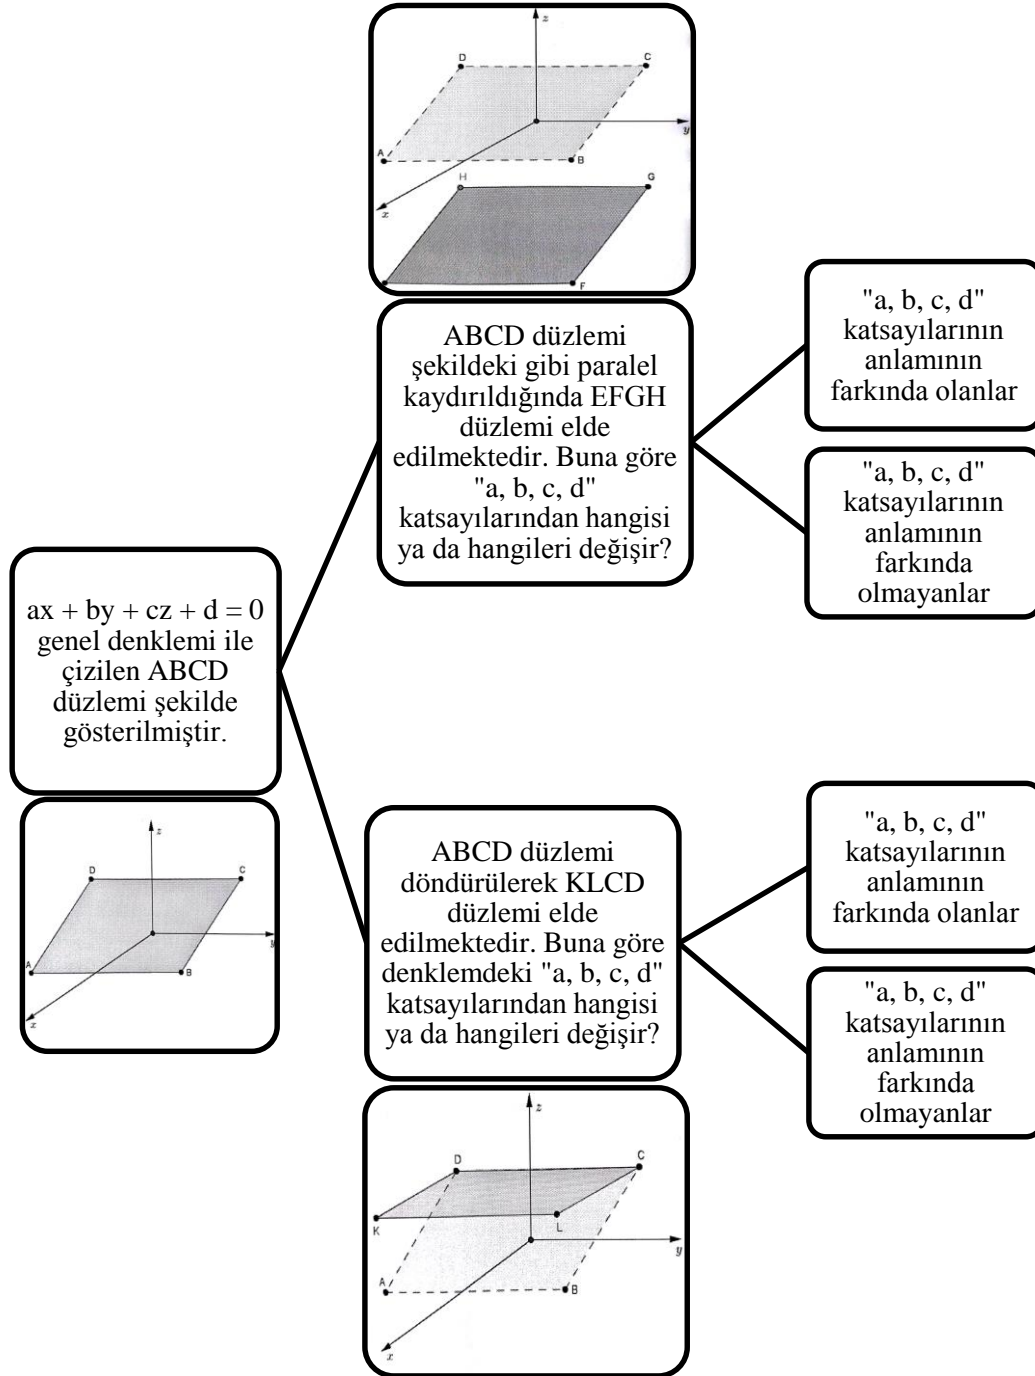 z
D
C
y
A
B
H
x
G
F
ABCD düzlemi
şekildeki gibi paralel
kaydırıldığında EFGH
düzlemi elde
edilmektedir. Buna göre
"a, b, c, d"
katsayılarından hangisi
ya da hangileri değişir?
"a, b, c, d"
katsayılarının
anlamının
farkında olanlar
"a, b, c, d"
katsayılarının
anlamının
farkında
olmayanlar
ax + by + cz + d = 0
genel denklemi ile
çizilen ABCD
düzlemi şekilde
gösterilmiştir.
z
D
C
y
A
B
x
ABCD düzlemi
döndürülerek KLCD
düzlemi elde
edilmektedir. Buna göre
denklemdeki "a, b, c, d"
katsayılarından hangisi
ya da hangileri değişir?
"a, b, c, d"
katsayılarının
anlamının
farkında olanlar
"a, b, c, d"
katsayılarının
anlamının
farkında
olmayanlar
z
D
C
K
L
y
A
B
x